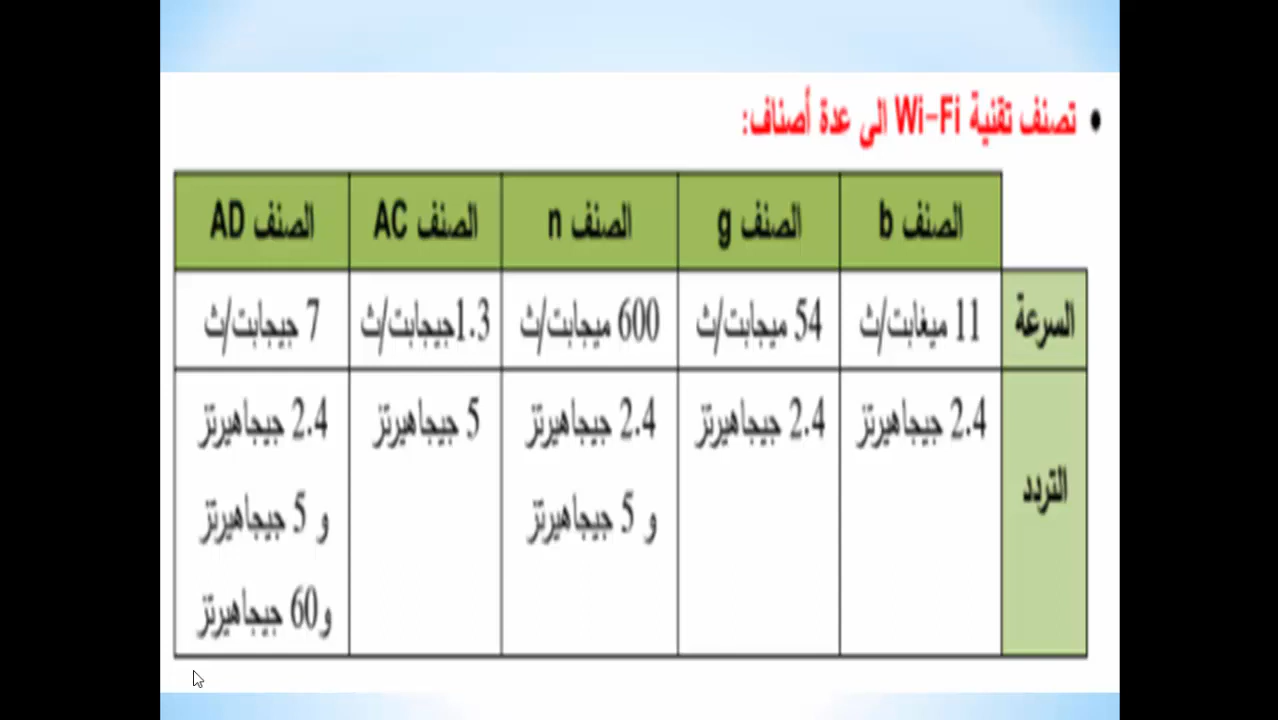 • تصنف تقنية Wi-Fi الى عدة أصناف:
الصنف b الصنف g الصنف n الصنف AC الصنف AD
السرعة 11 ميغابت/ث 54 ميجابت/ث 600 ميجابت/ث 1.3جيجابت/ث 7 جيجابت/ث
التردد 2.4 جيجاهيرتز 2.4 جيجاهيرتز 2.4 جيجاهيرتز 5 جيجاهيرتز 2.4 جيجاهيرتز
و 5 جيجاهيرتز و 5 جيجاهيرتز
و60 جيجاهيرتز